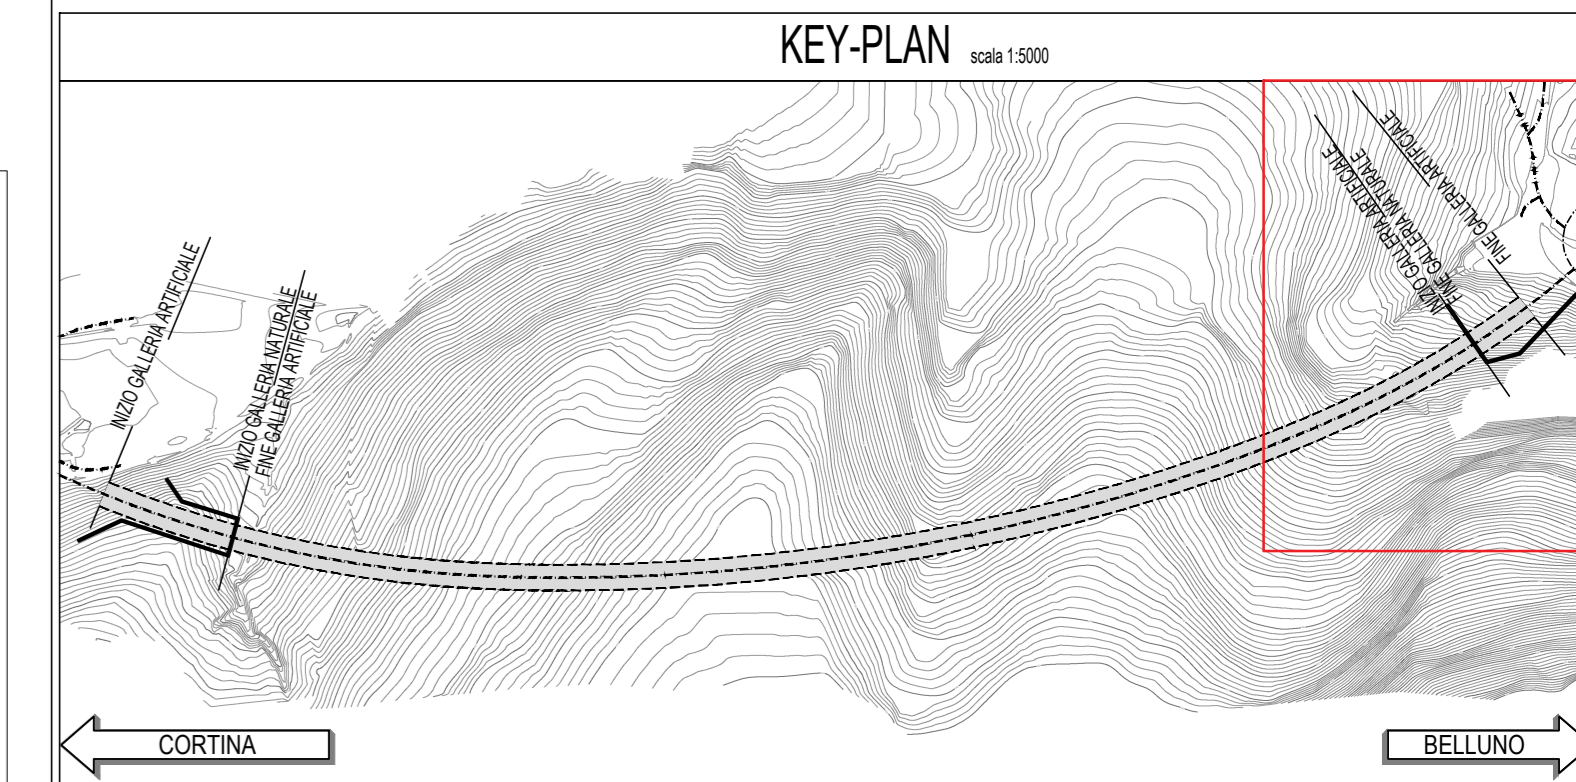 KEY-PLAN scala 1:5000
INIZIO GALLERIA ARTIFICIALE
INIZIO GALLERIA NATURALE
FINE GALLERIA ARTIFICIALE
INIZIO GALLERIA ARTIFICIALE
FINE GALLERIA NATURALE
FINE GALLERIA ARTIFICIALE
CORTINA
BELLUNO